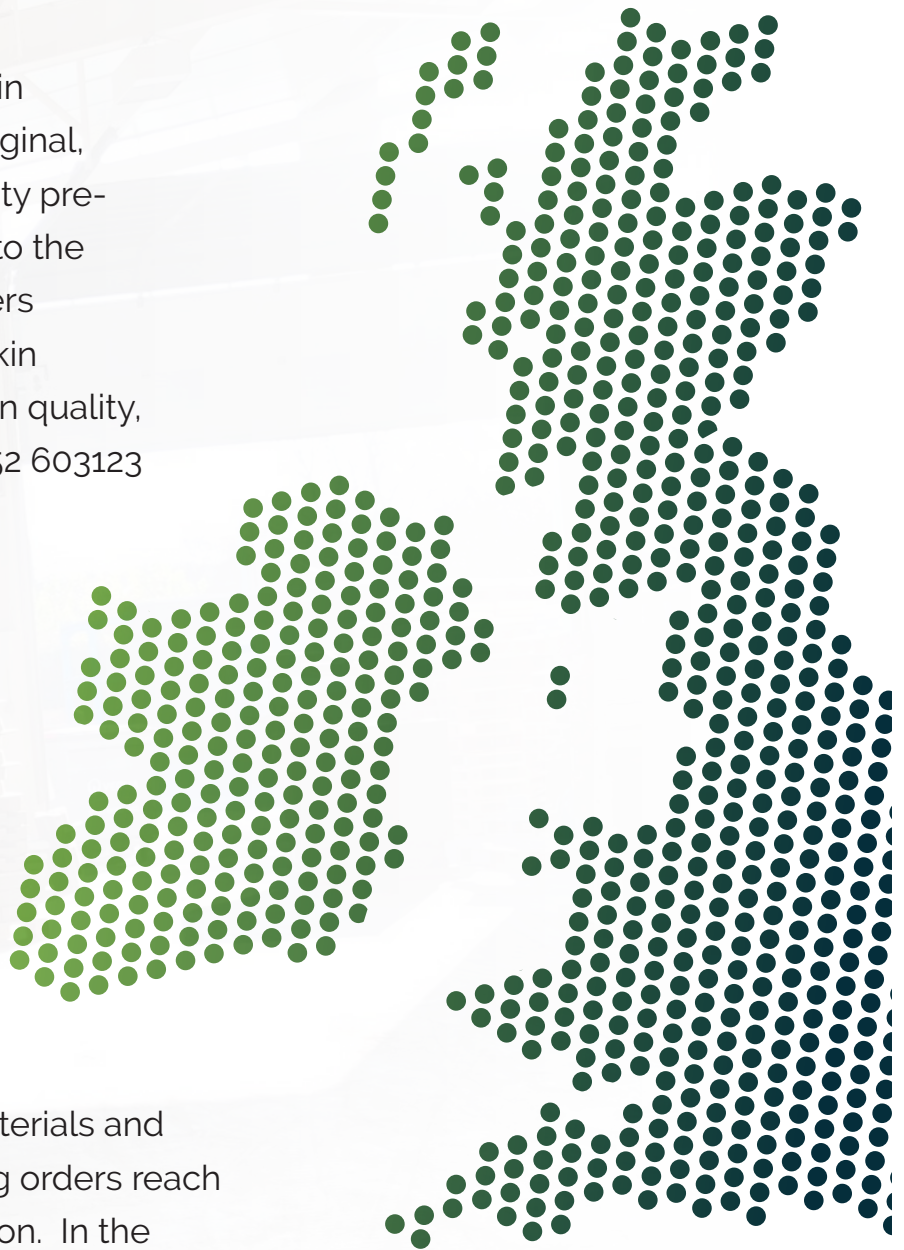 in
ginal,
ty pre-
to the
ers
kin
n quality,
52 603123
terials and
g orders reach
on. In the